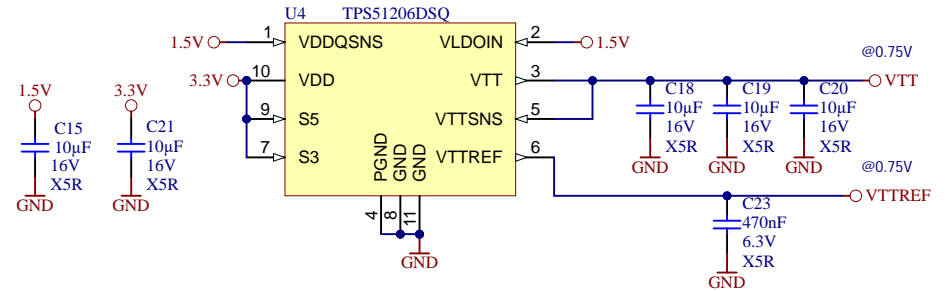 U4 TPS51206DSQ
1.5V 1 VDDQSNS VLDOIN 2 1.5V
@0.75V
3.3V 10 VDD VTT 3 VTT
1.5V 3.3V
C15
10µF
16V
X5R
GND
C21
10µF
16V
X5R
GND
9 S5 VTTSNS 5
7 S3 VTTREF 6
C18
10µF
16V
X5R
GND
C19
10µF
16V
X5R
GND
C20
10µF
16V
X5R
GND
@0.75V
VTTREF
PGND
GND
GND
4
8
11
GND
C23
470nF
6.3V
X5R
GND